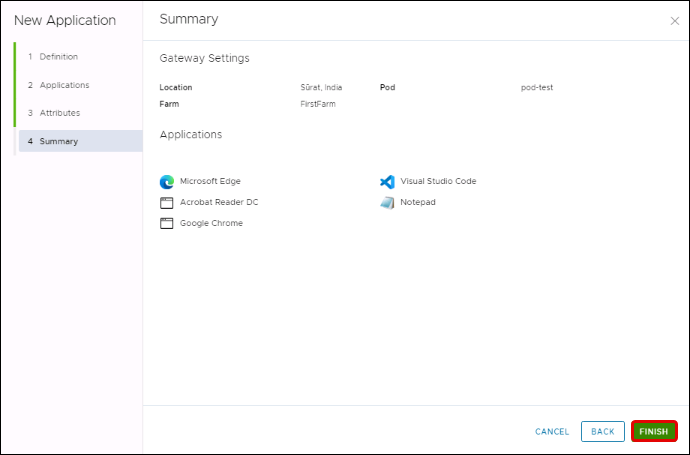 New Application
1 Definition
2 Applications
3 Attributes
4 Summary
Summary
Gateway Settings
Location Sūrat, India Pod pod-test
Farm FirstFarm
Applications
Microsoft Edge Visual Studio Code
Acrobat Reader DC Notepad
Google Chrome
CANCEL BACK FINISH